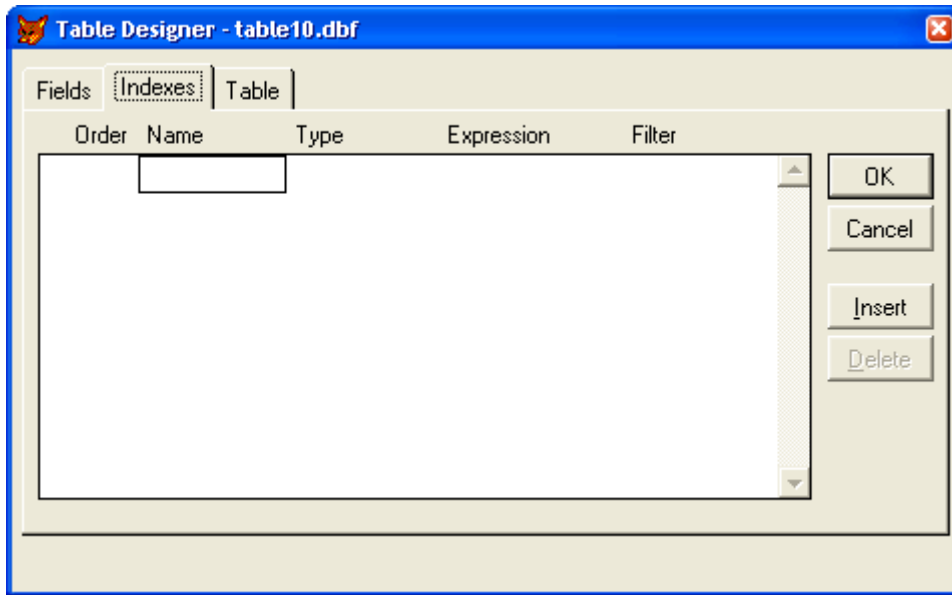 Table Designer - table10.dbf
Fields Indexes Table
Order Name Type Expression Filter
OK
Cancel
Insert
Delete